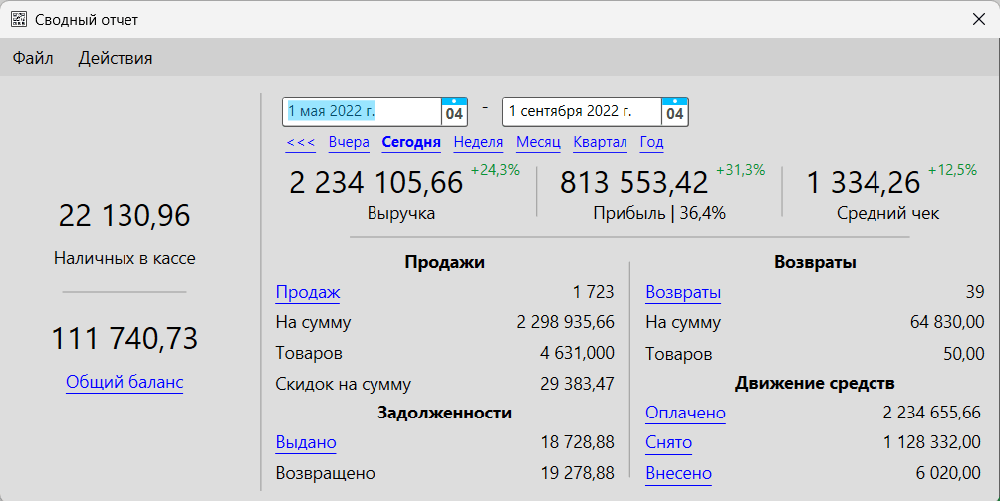 Сводный отчет
Файл Действия
1 мая 2022 г. 04 - 1 сентября 2022 г. 04
<<< Вчера Сегодня Неделя Месяц Квартал Год
2 234 105,66 +24,3% 813 553,42 +31,3% 1 334,26 +12,5%
Выручка Прибыль | 36,4% Средний чек
22 130,96
Наличных в кассе
111 740,73
Общий баланс
Продажи
Продаж 1 723
На сумму 2 298 935,66
Товаров 4 631,000
Скидок на сумму 29 383,47
Задолженности
Выдано 18 728,88
Возвращено 19 278,88
Возвраты
Возвраты 39
На сумму 64 830,00
Товаров 50,00
Движение средств
Оплачено 2 234 655,66
Снято 1 128 332,00
Внесено 6 020,00